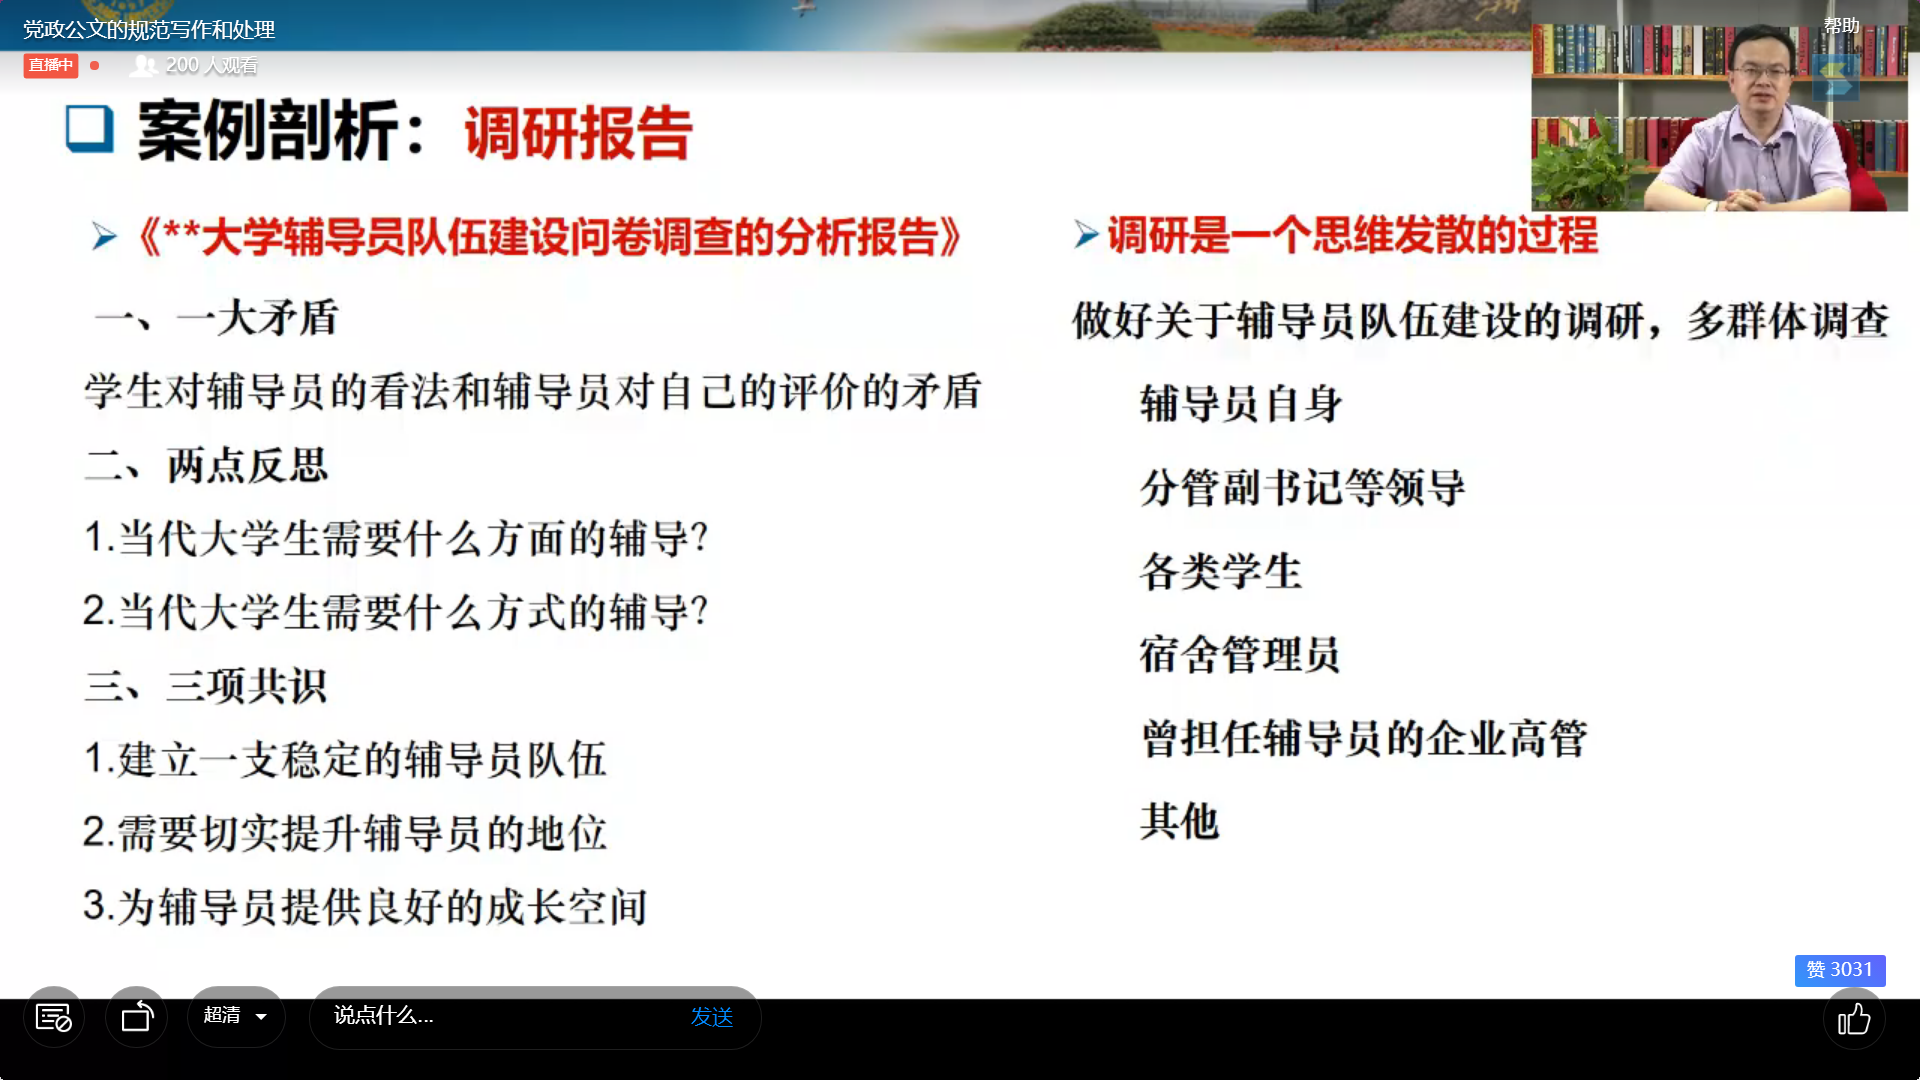 党政公文的规范写作和处理
帮助
直播中
200 人观看
案例剖析：调研报告
《**大学辅导员队伍建设问卷调查的分析报告》
一、一大矛盾
学生对辅导员的看法和辅导员对自己的评价的矛盾
二、两点反思
1.当代大学生需要什么方面的辅导？
2.当代大学生需要什么方式的辅导？
三、三项共识
1.建立一支稳定的辅导员队伍
2.需要切实提升辅导员的地位
3.为辅导员提供良好的成长空间
调研是一个思维发散的过程
做好关于辅导员队伍建设的调研，多群体调查
辅导员自身
分管副书记等领导
各类学生
宿舍管理员
曾担任辅导员的企业高管
其他
赞 3031
超清
说点什么...
发送